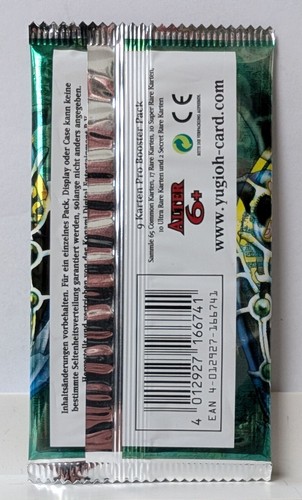 Inhaltsänderungen vorbehalten. Für ein einzelnes Pack, Display oder Case kann keine
bestimmte Seltenheitsverteilung garantiert werden, solange nicht anders angegeben.
9 Karten Pro Booster Pack
Sammle 65 Common Karten, 17 Rare Karten, 10 Super Rare Karten,
10 Ultra Rare Karten und 2 Secret Rare Karten
ALTER
6+
CE
www.yugioh-card.com
4 012927 166741
EAN 4-012927-166741